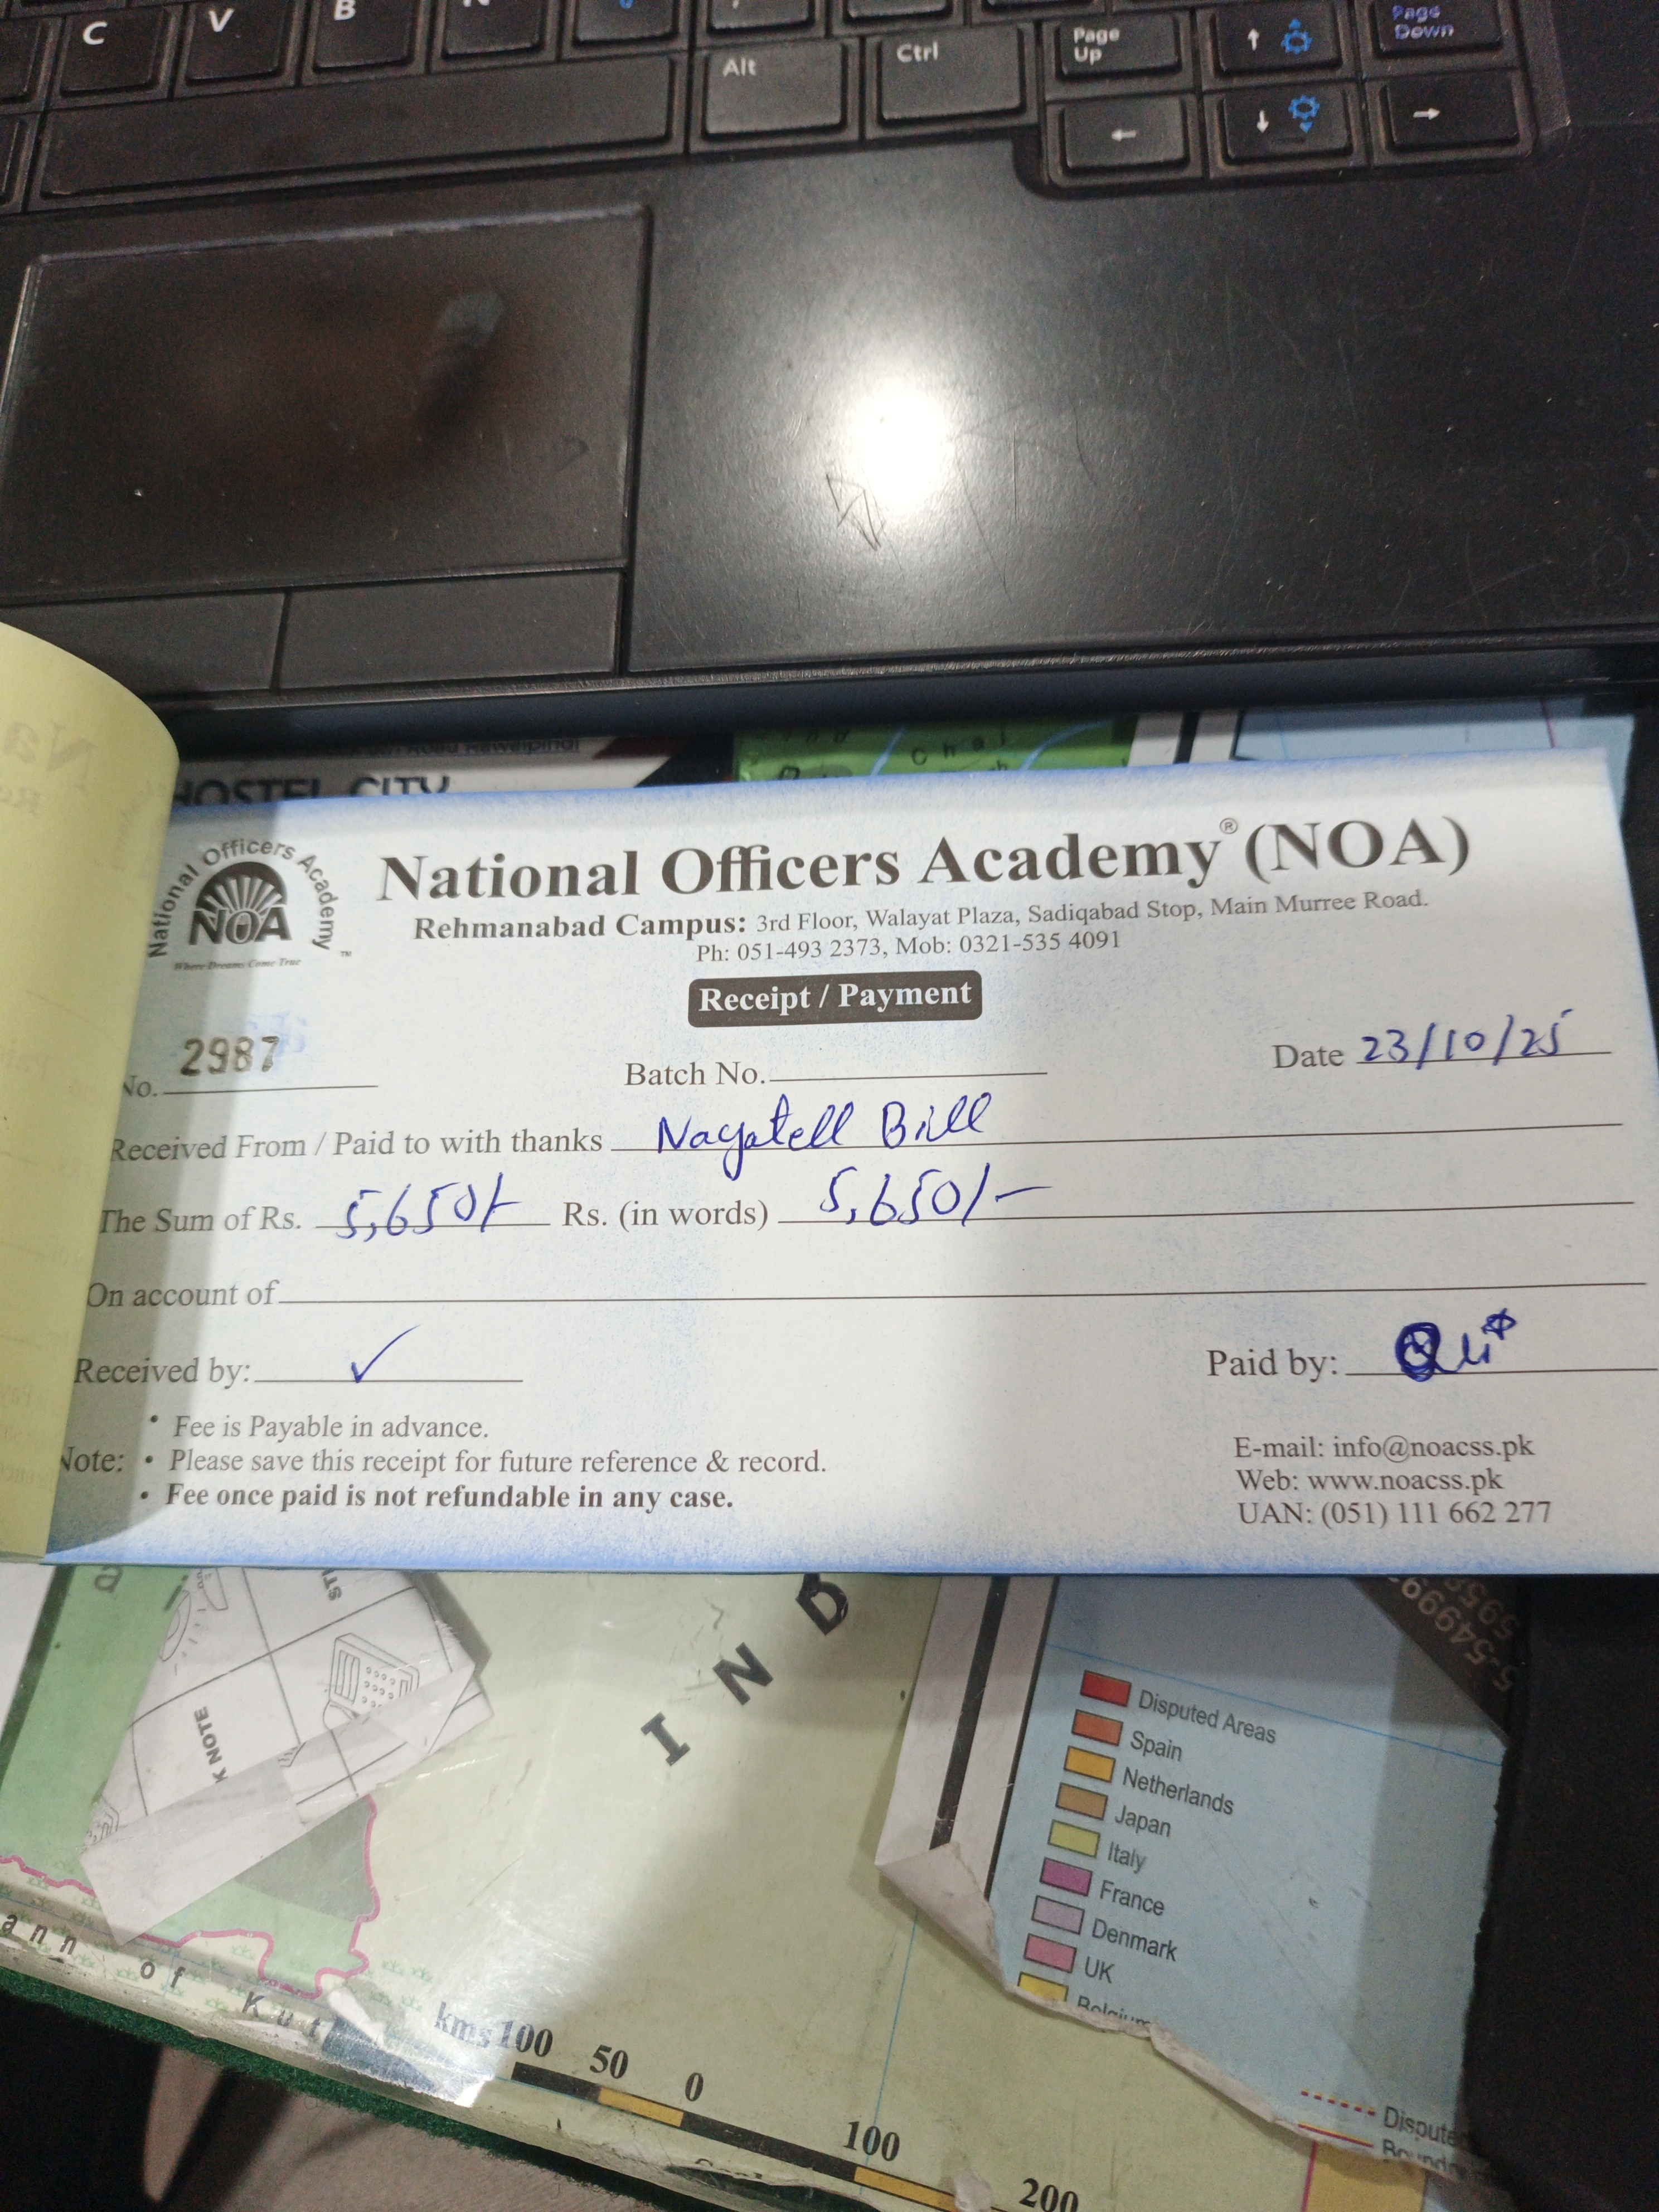 C V B N
Alt Ctrl Page Up Page Down
HOSTEL CITY
National Officers Academy
NOA
Where Dreams Come True
National Officers Academy® (NOA)
Rehmanabad Campus: 3rd Floor, Walayat Plaza, Sadiqabad Stop, Main Murree Road.
Ph: 051-493 2373, Mob: 0321-535 4091
Receipt / Payment
No. 2987 Batch No. Date 23/10/25
Received From / Paid to with thanks Nayatell Bill
The Sum of Rs. 5,650/- Rs. (in words) 5,650/-
On account of
Received by: ✓ Paid by:
• Fee is Payable in advance.
Note: • Please save this receipt for future reference & record.
• Fee once paid is not refundable in any case.
E-mail: info@noacss.pk
Web: www.noacss.pk
UAN: (051) 111 662 277
IND
K NOTE
Disputed Areas
Spain
Netherlands
Japan
Italy
France
Denmark
UK
Belgium
ann of Kut
kms 100 50 0 100 200